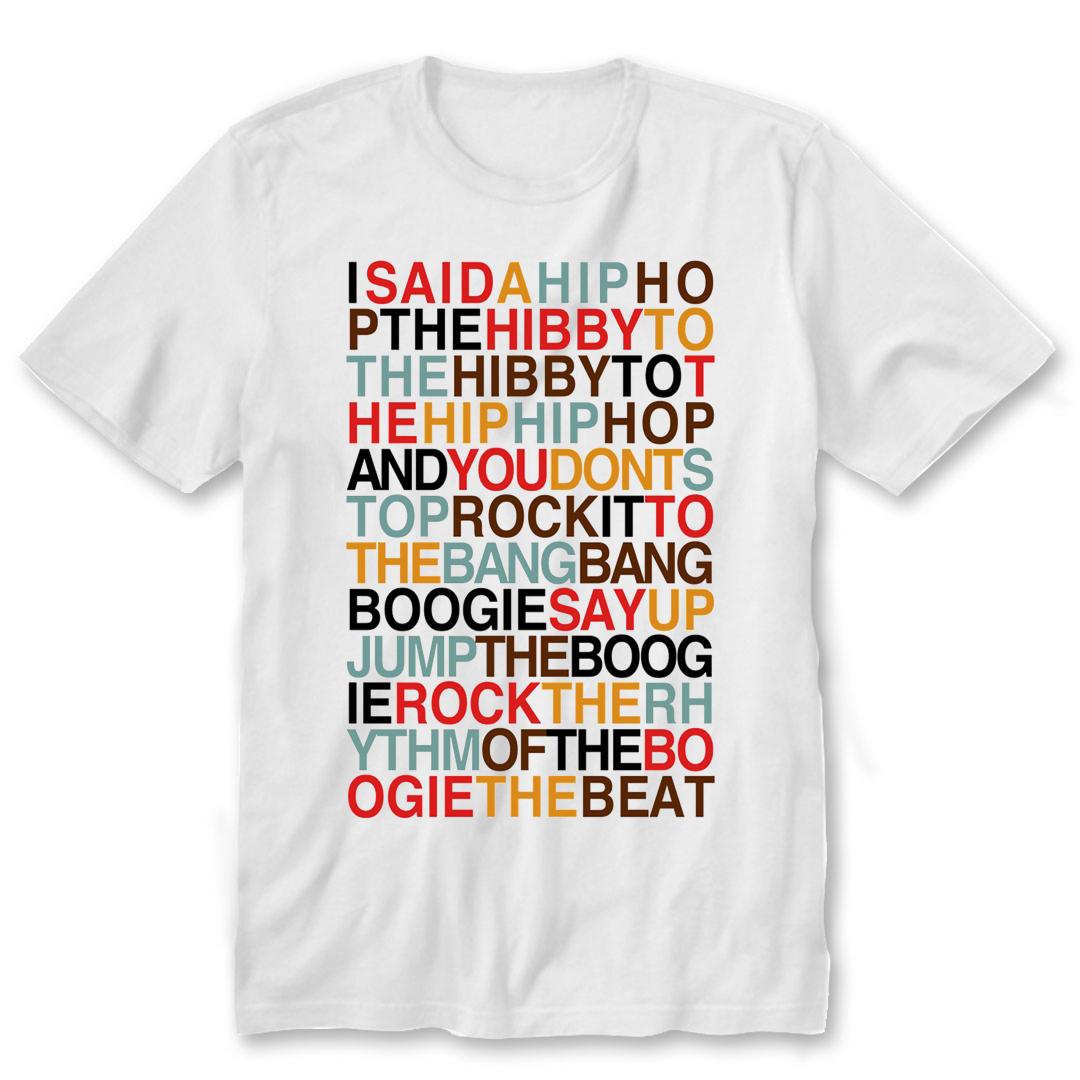 ISAIDAHIPHO
PTHEHIBBYTO
THEHIBBYTOT
HEHIPHIPHOP
ANDYOUDONTS
TOPROCKITTO
THEBANGBANG
BOOGIESAYUP
JUMPTHEBOOG
IEROCKTHERH
YTHMOFTHEBO
OGIETHEBEAT